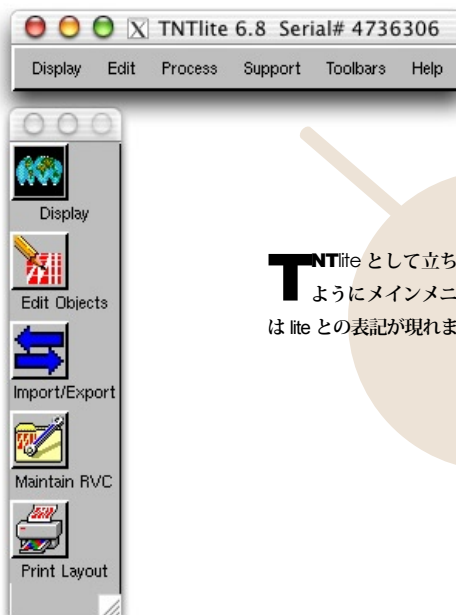 X TNTlite 6.8 Serial# 4736306
Display Edit Process Support Toolbars Help
Display
Edit Objects
Import/Export
Maintain RVC
Print Layout
TNTlite として立ち
ようにメインメニ
は lite との表記が現れま